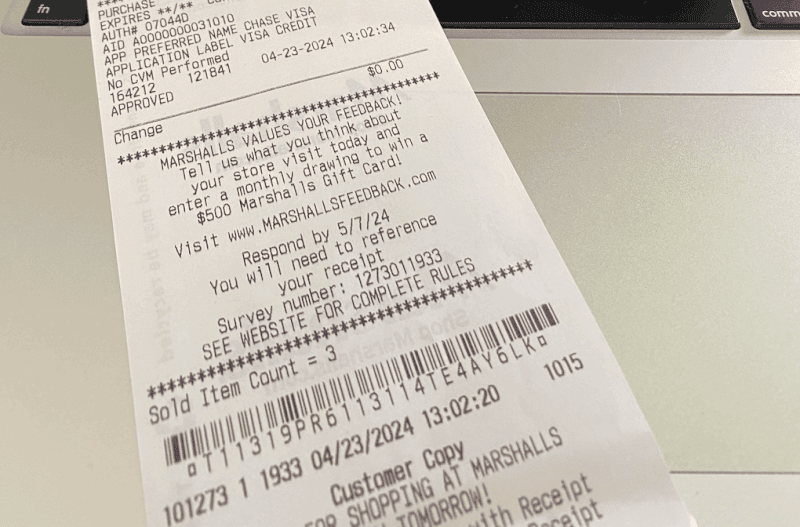 fn
comm
PURCHASE
EXPIRES **/**
AUTH# 07044D
AID A0000000031010
APP PREFERRED NAME CHASE VISA
APPLICATION LABEL VISA CREDIT
No CVM Performed
164212 121841 04-23-2024 13:02:34
APPROVED
Change $0.00
****************************************
MARSHALLS VALUES YOUR FEEDBACK!
Tell us what you think about
your store visit today and
enter a monthly drawing to win a
$500 Marshalls Gift Card!
Visit www.MARSHALLSFEEDBACK.com
Respond by 5/7/24
You will need to reference
your receipt
Survey number: 1273011933
SEE WEBSITE FOR COMPLETE RULES
****************************************
Sold Item Count = 3
¤T11319PR6113114TE4AY6LK¤
101273 1 1933 04/23/2024 13:02:20 1015
Customer Copy
FOR SHOPPING AT MARSHALLS
TOMORROW!
with Receipt
Receipt